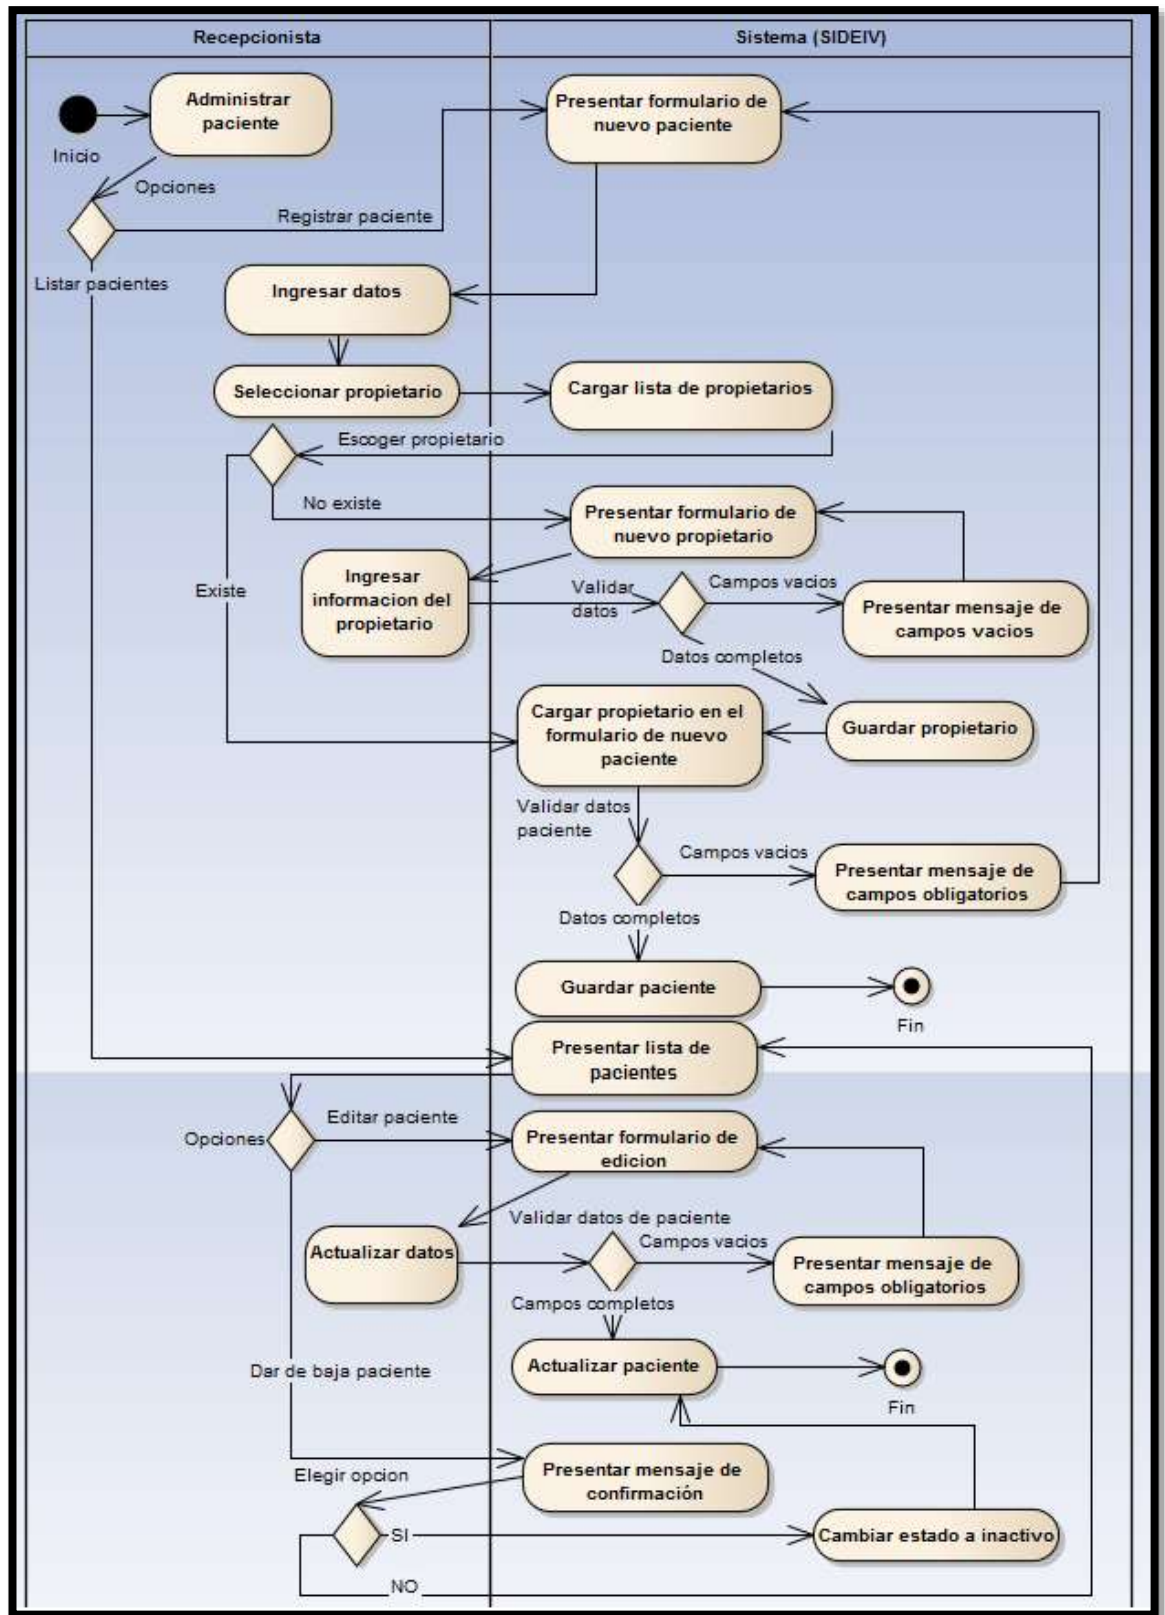 Recepcionista
Sistema (SIDEIV)
Administrar
paciente
Presentar formulario de
nuevo paciente
Inicio
Opciones
Registrar paciente
Listar pacientes
Ingresar datos
Seleccionar propietario
Cargar lista de propietarios
Escoger propietario
No existe
Presentar formulario de
nuevo propietario
Existe
Ingresar
informacion del
propietario
Validar
datos
Campos vacios
Presentar mensaje de
campos vacios
Datos completos
Cargar propietario en el
formulario de nuevo
paciente
Guardar propietario
Validar datos
paciente
Campos vacios
Presentar mensaje de
campos obligatorios
Datos completos
Guardar paciente
Fin
Presentar lista de
pacientes
Opciones
Editar paciente
Presentar formulario de
edicion
Actualizar datos
Validar datos de paciente
Campos vacios
Presentar mensaje de
campos obligatorios
Campos completos
Actualizar paciente
Fin
Dar de baja paciente
Presentar mensaje de
confirmación
Elegir opcion
SI
Cambiar estado a inactivo
NO